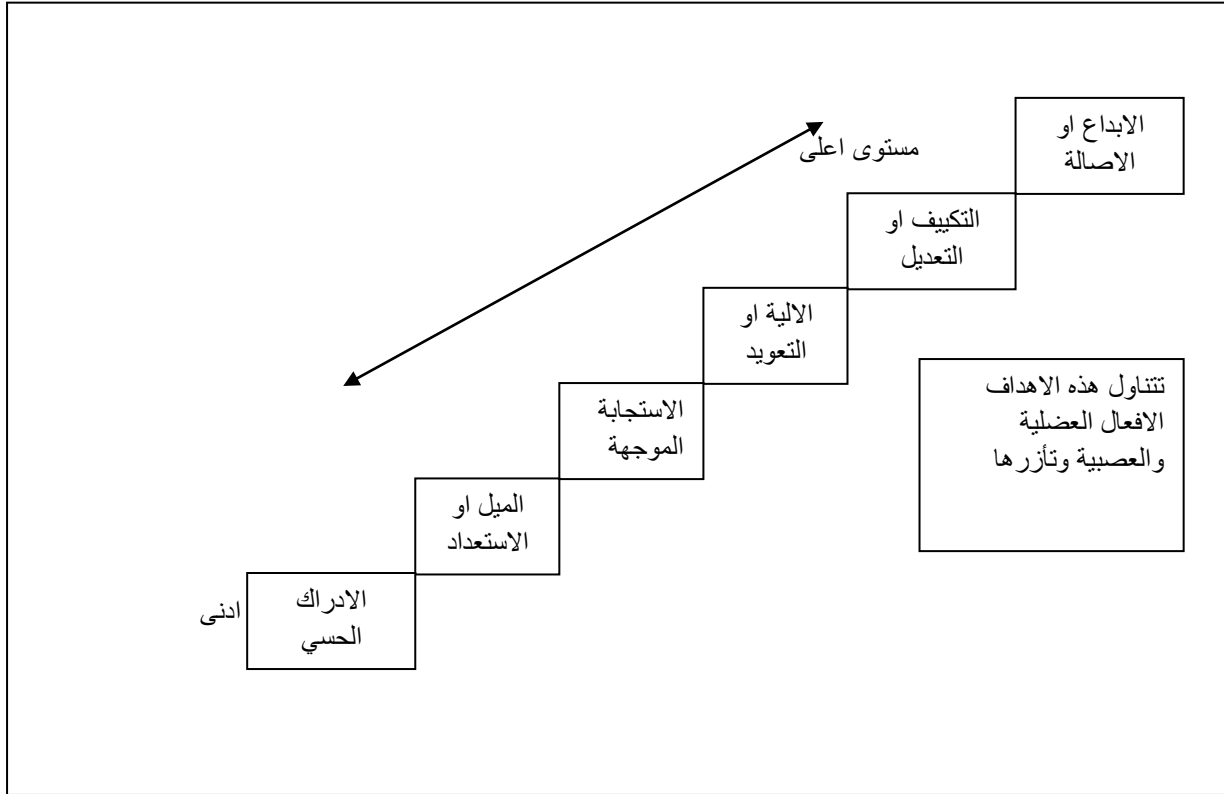 الابداع او
الاصالة
مستوى اعلى
التكييف او
التعديل
الالية او
التعويد
تتناول هذه الاهداف
الافعال العضلية
والعصبية وتأزرها
الاستجابة
الموجهة
الميل او
الاستعداد
الادراك
الحسي
ادنى